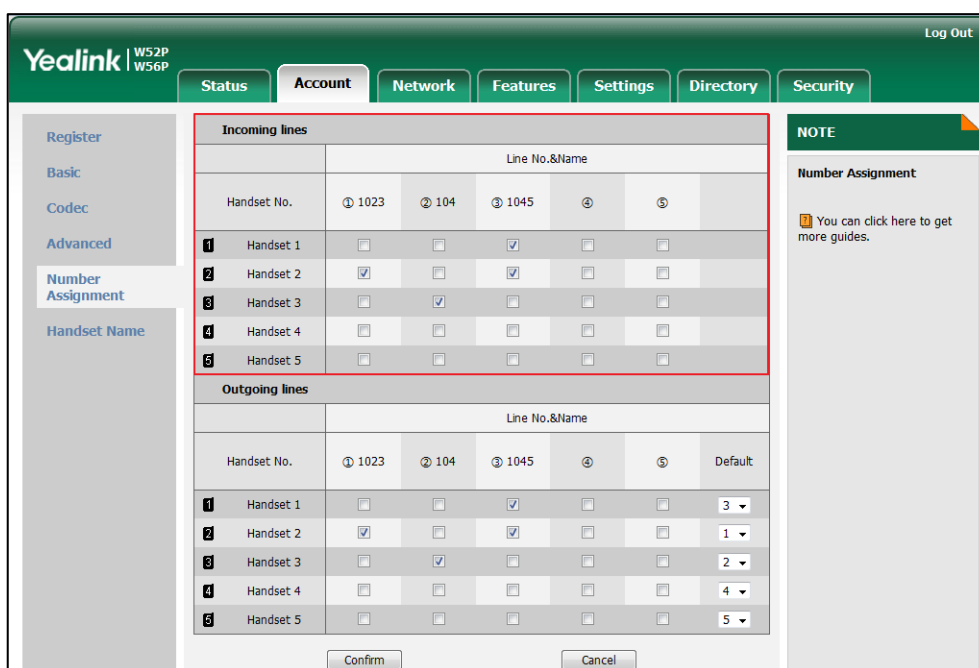 Log Out
Yealink W52P W56P
Status Account Network Features Settings Directory Security
Register
Basic
Codec
Advanced
Number
Assignment
Handset Name
Incoming lines
Line No.&Name
Handset No. ① 1023 ② 104 ③ 1045 ④ ⑤
1 Handset 1
2 Handset 2
3 Handset 3
4 Handset 4
5 Handset 5
Outgoing lines
Line No.&Name
Handset No. ① 1023 ② 104 ③ 1045 ④ ⑤ Default
1 Handset 1 3
2 Handset 2 1
3 Handset 3 2
4 Handset 4 4
5 Handset 5 5
Confirm Cancel
NOTE
Number Assignment
You can click here to get
more guides.